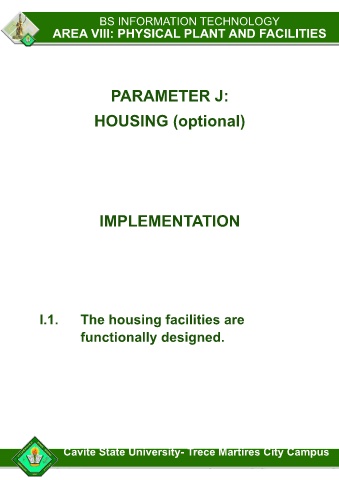 BS INFORMATION TECHNOLOGY
AREA VIII: PHYSICAL PLANT AND FACILITIES
PARAMETER J:
HOUSING (optional)
IMPLEMENTATION
I.1. The housing facilities are
functionally designed.
Cavite State University- Trece Martires City Campus